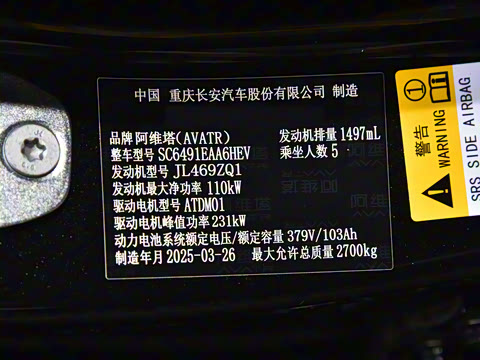 中国 重庆长安汽车股份有限公司 制造
品牌 阿维塔(AVATR) 发动机排量 1497mL
整车型号 SC6491EAA6HEV 乘坐人数 5
发动机型号 JL469ZQ1
发动机最大净功率 110kW
驱动电机型号 ATDM01
驱动电机峰值功率 231kW
动力电池系统额定电压/额定容量 379V/103Ah
制造年月 2025-03-26 最大允许总质量 2700kg
警告
WARNING
SRS SIDE AIRBAG